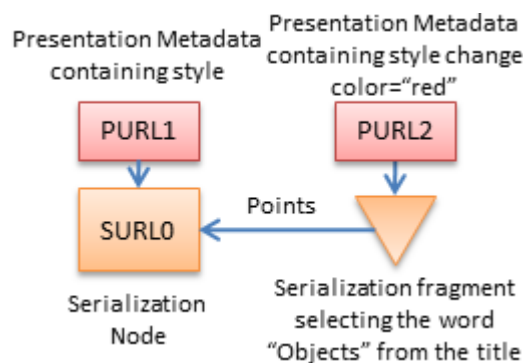 Presentation Metadata
containing style
Presentation Metadata
containing style change
color="red"
PURL1
PURL2
Points
SURL0
Serialization
Node
Serialization fragment
selecting the word
“Objects” from the title